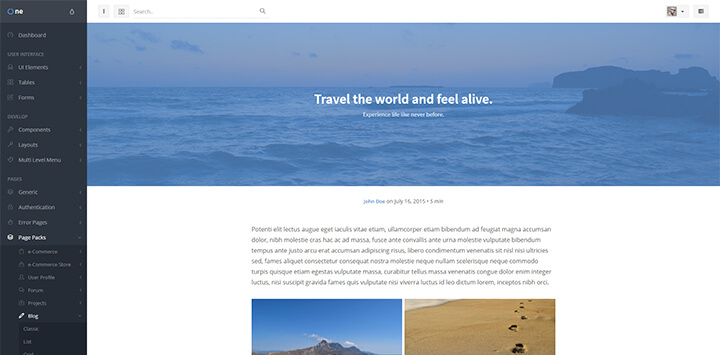 One
Search..
Dashboard
USER INTERFACE
UI Elements
Tables
Forms
DEVELOP
Components
Layouts
Multi Level Menu
PAGES
Generic
Authentication
Error Pages
Page Packs
e-Commerce
e-Commerce Store
User Profile
Forum
Projects
Blog
Classic
List
Grid
Travel the world and feel alive.
Experience life like never before.
John Doe on July 16, 2015 • 5 min
Potenti elit lectus augue eget iaculis vitae etiam, ullamcorper etiam bibendum ad feugiat magna accumsan
dolor, nibh molestie cras hac ac ad massa, fusce ante convallis ante urna molestie vulputate bibendum
tempus ante justo arcu erat accumsan adipiscing risus, libero condimentum venenatis sit nisl nisi ultricies
sed, fames aliquet consectetur consequat nostra molestie neque nullam scelerisque neque commodo
turpis quisque etiam egestas vulputate massa, curabitur tellus massa venenatis congue dolor enim integer
luctus, nisi suscipit gravida fames quis vulputate nisi viverra luctus id leo dictum lorem, inceptos nibh orci.